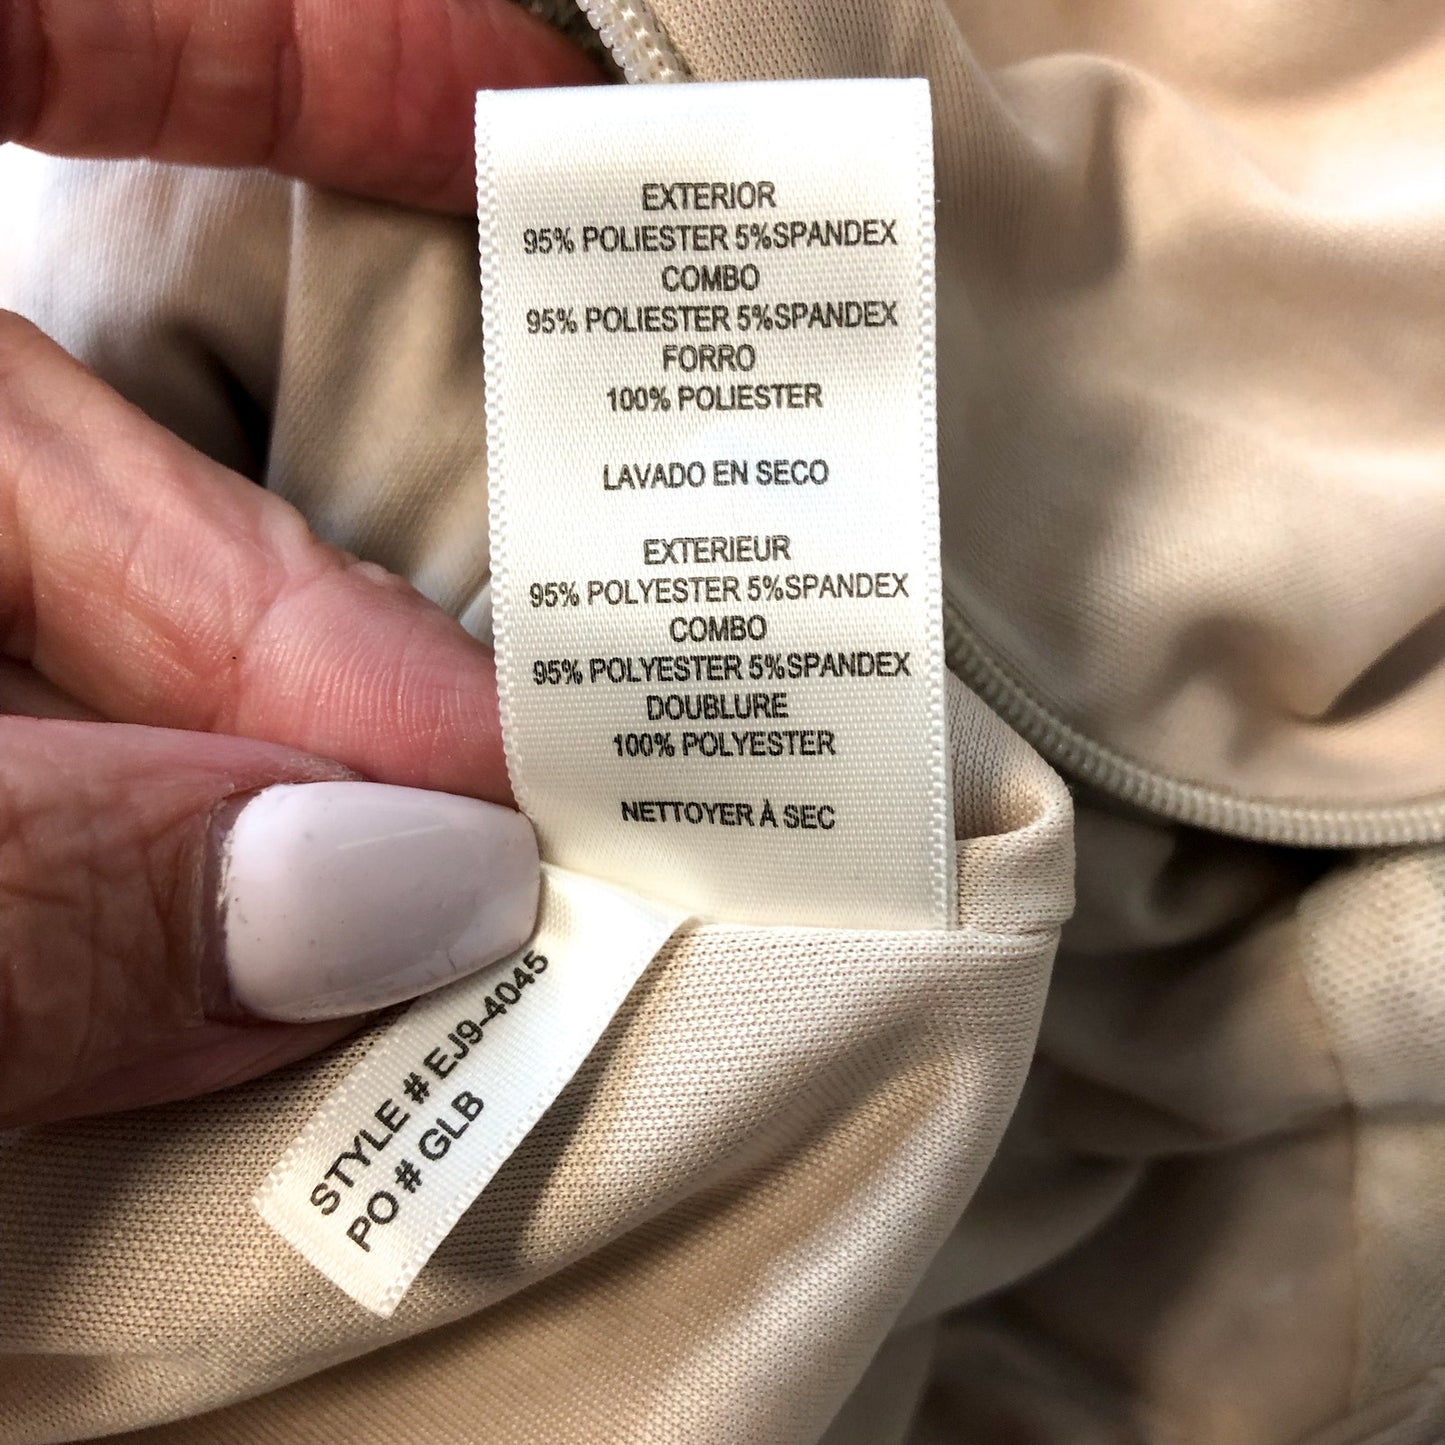 EXTERIOR
95% POLIESTER 5%SPANDEX
COMBO
95% POLIESTER 5%SPANDEX
FORRO
100% POLIESTER
LAVADO EN SECO
EXTERIEUR
95% POLYESTER 5%SPANDEX
COMBO
95% POLYESTER 5%SPANDEX
DOUBLURE
100% POLYESTER
NETTOYER À SEC
STYLE # EJ9-4045
PO # GLB